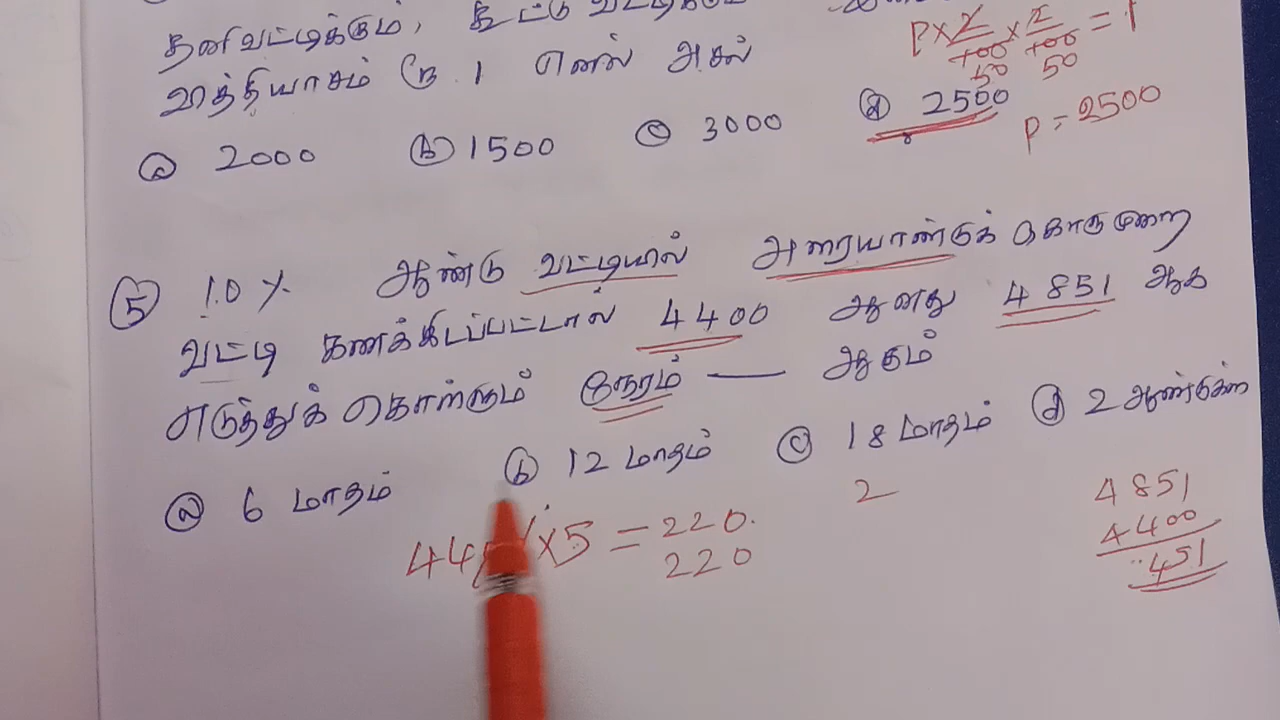 தனிவட்டிக்கும், கூட்டு வட்டிக்கும்
வித்தியாசம் ரூ. 1 எனில் அசல்
P × 2/100 × 2/100 = 1
50 50
P = 2500
a 2000 b 1500 c 3000 d 2500
5 10% ஆண்டு வட்டியில் அரையாண்டுக் கொருமுறை
வட்டி கணக்கிடப்பட்டால் 4400 ஆனது 4851 ஆக
எடுத்துக் கொள்ளும் நேரம் —— ஆகும்
a 6 மாதம் b 12 மாதம் c 18 மாதம் d 2 ஆண்டுகள்
2
×5 = 220
220
4851
4400
451